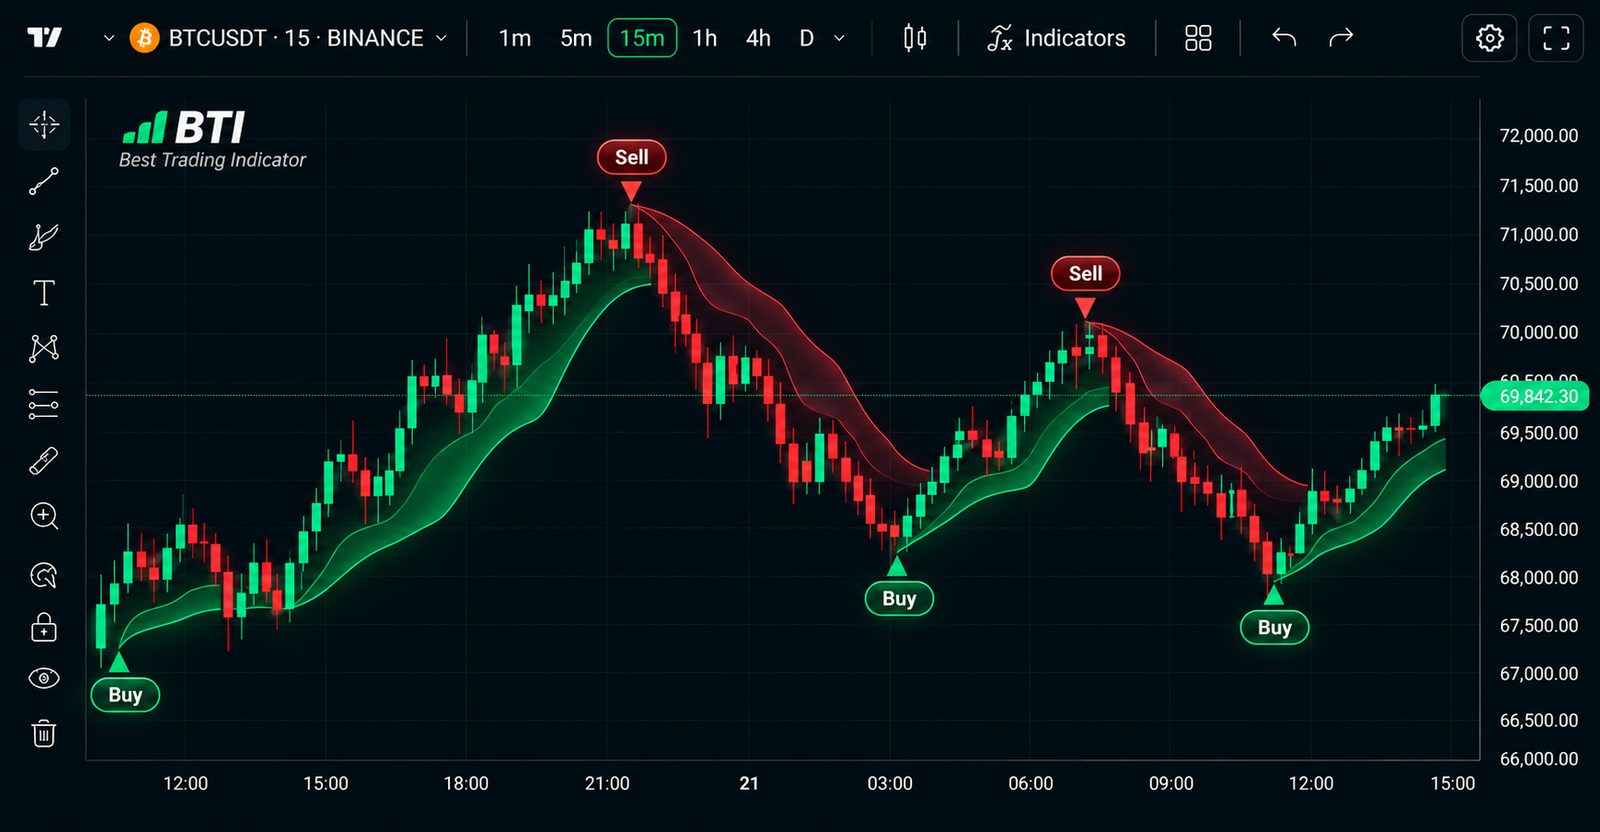 BTCUSDT · 15 · BINANCE 1m 5m 15m 1h 4h D Indicators
BTI
Best Trading Indicator
Sell
Sell
Buy
Buy
Buy
72,000.00
71,500.00
71,000.00
70,500.00
70,000.00
69,500.00
69,842.30
69,500.00
69,000.00
68,500.00
68,000.00
67,500.00
67,000.00
66,500.00
66,000.00
12:00 15:00 18:00 21:00 21 03:00 06:00 09:00 12:00 15:00